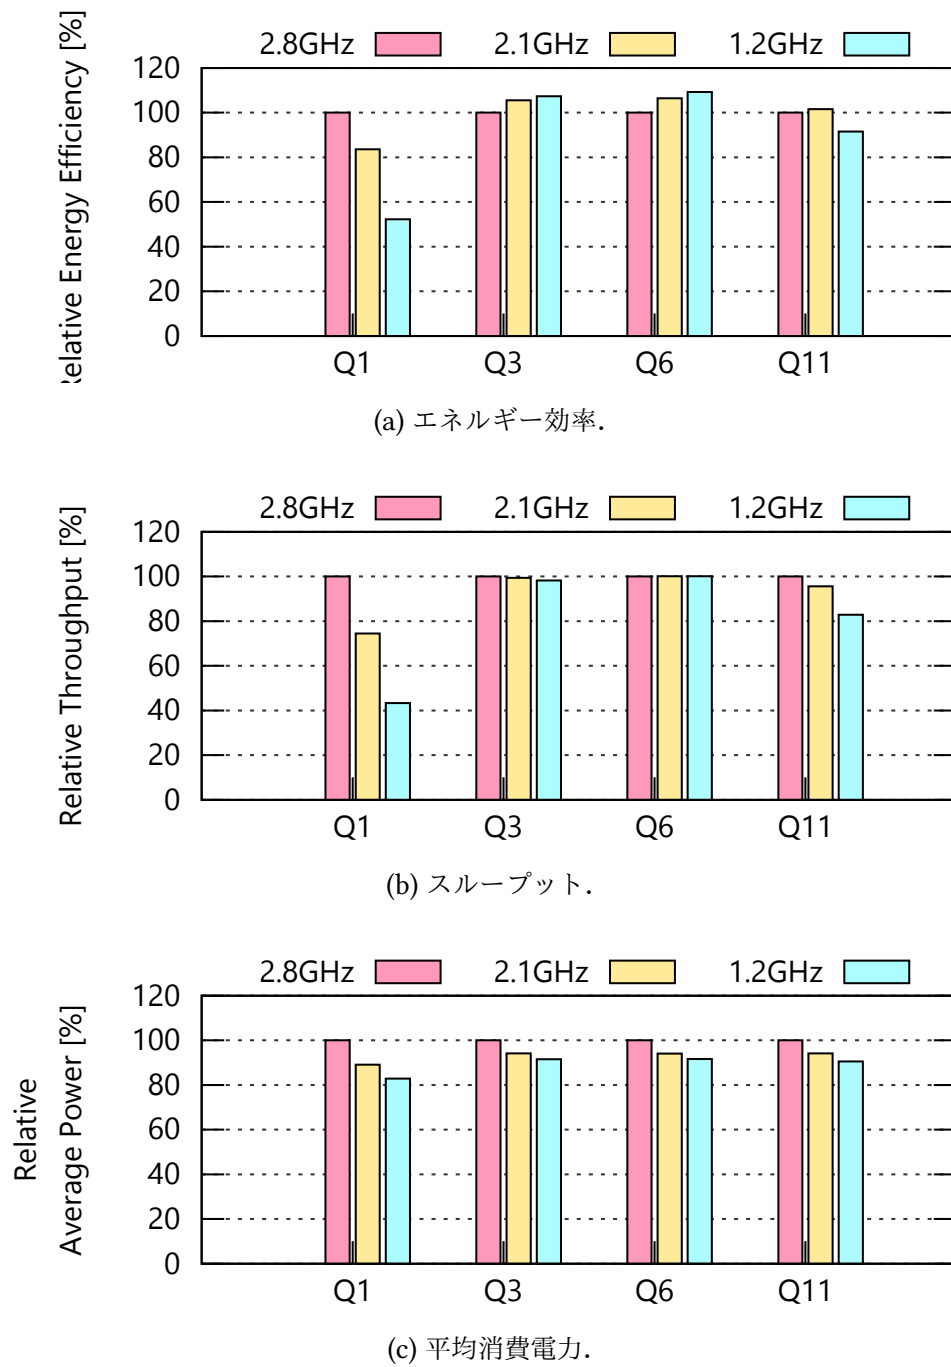 2.8GHz 2.1GHz 1.2GHz
Relative Energy Efficiency [%]
120
100
80
60
40
20
0
Q1 Q3 Q6 Q11
(a) エネルギー効率.
2.8GHz 2.1GHz 1.2GHz
Relative Throughput [%]
120
100
80
60
40
20
0
Q1 Q3 Q6 Q11
(b) スループット.
2.8GHz 2.1GHz 1.2GHz
Relative
Average Power [%]
120
100
80
60
40
20
0
Q1 Q3 Q6 Q11
(c) 平均消費電力.